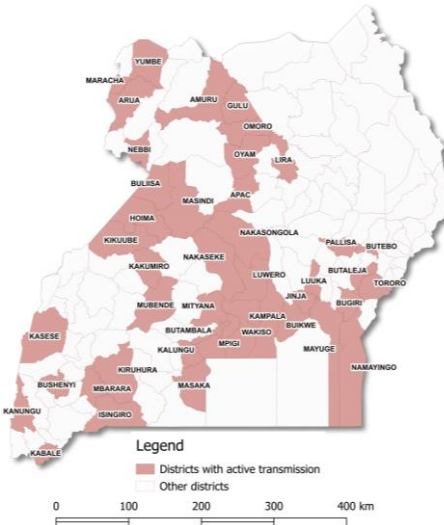 YUMBE
MARACHA
ARUA
AMURU
GULU
OMORO
NEBBI
OYAM
LIRA
BULIISA
APAC
MASINDI
HOIMA
NAKASONGOLA
KIKUUBE
PALLISA
BUTEBO
NAKASEKE
KAKUMIRO
LUWERO
LUUKA
BUTALEJA
TORORO
MUBENDE
MITYANA
JINJA
BUGIRI
KAMPALA
KASESE
BUTAMBALA
WAKISO
BUIKWE
MPIGI
MAYUGE
KALUNGU
KIRUHURA
NAMAYINGO
BUSHENYI
MBARARA
MASAKA
KANUNGU
ISINGIRO
KABALE
Legend
Districts with active transmission
Other districts
0 100 200 300 400 km